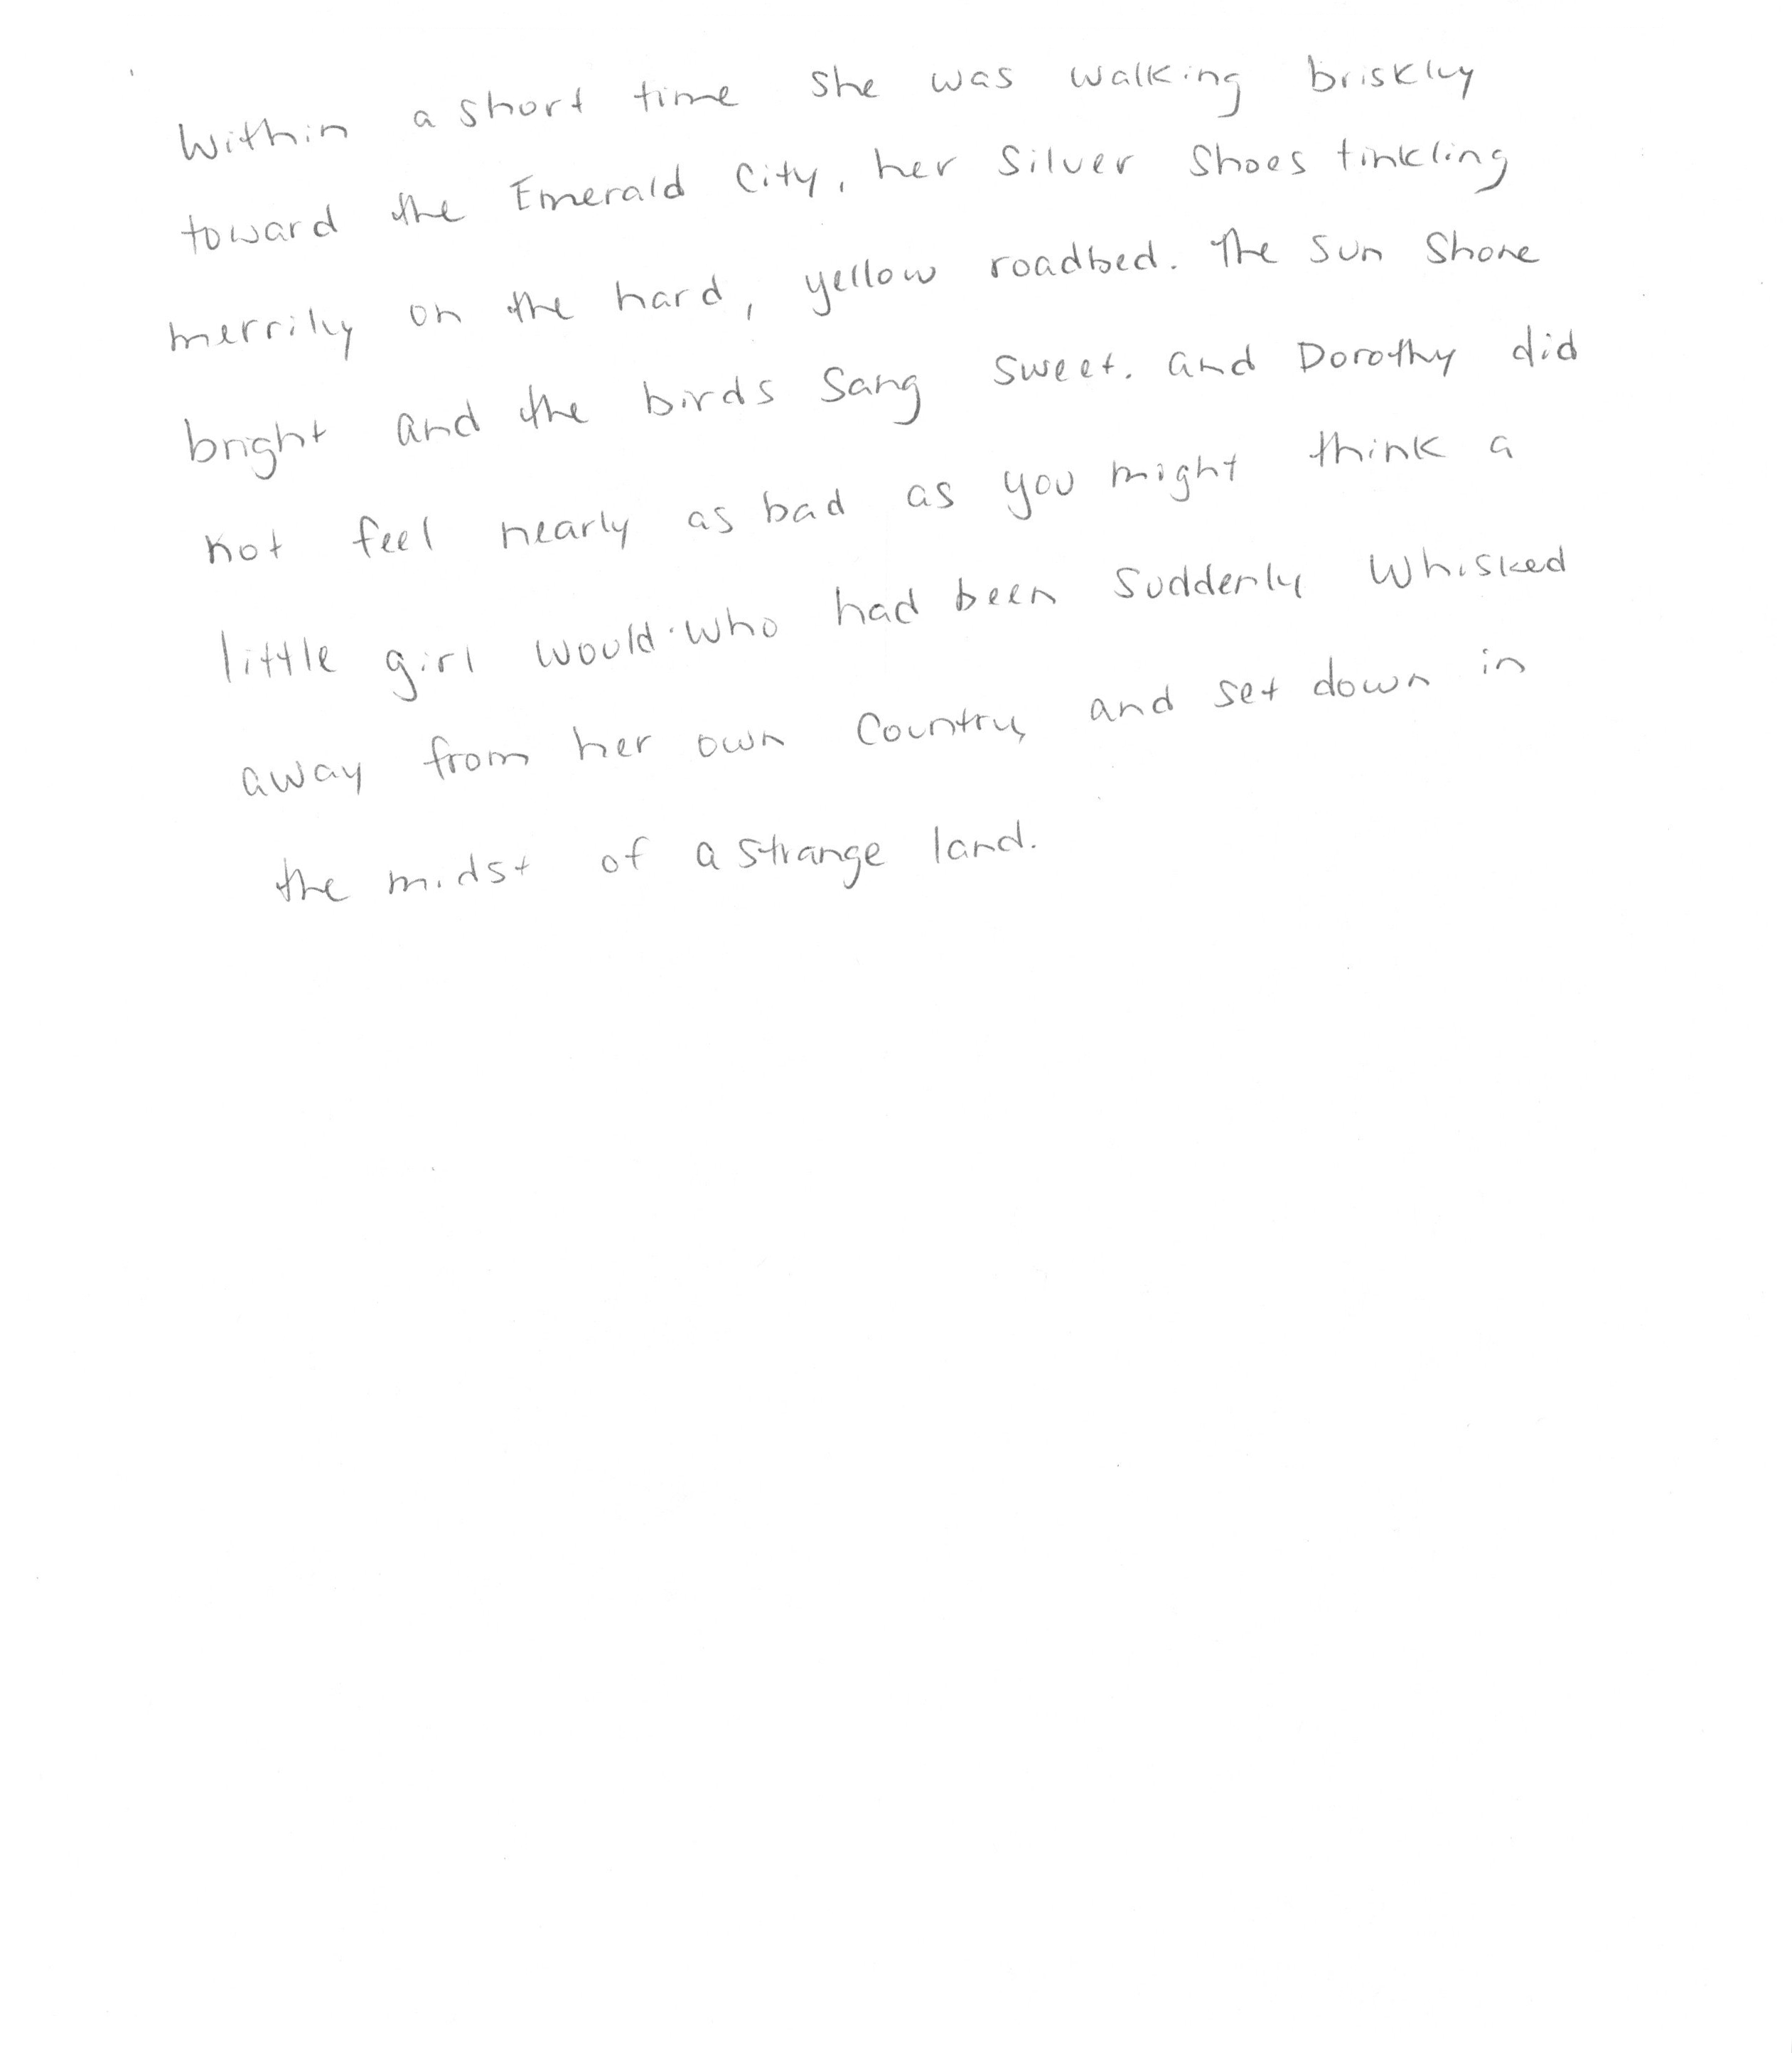 Within a short time she was walking briskly
toward the Emerald City, her Silver Shoes tinkling
merrily on the hard, yellow roadbed. The sun shone
bright and the birds sang sweet. and Dorothy did
not feel nearly as bad as you might think a
little girl would who had been suddenly whisked
away from her own country and set down in
the midst of a strange land.